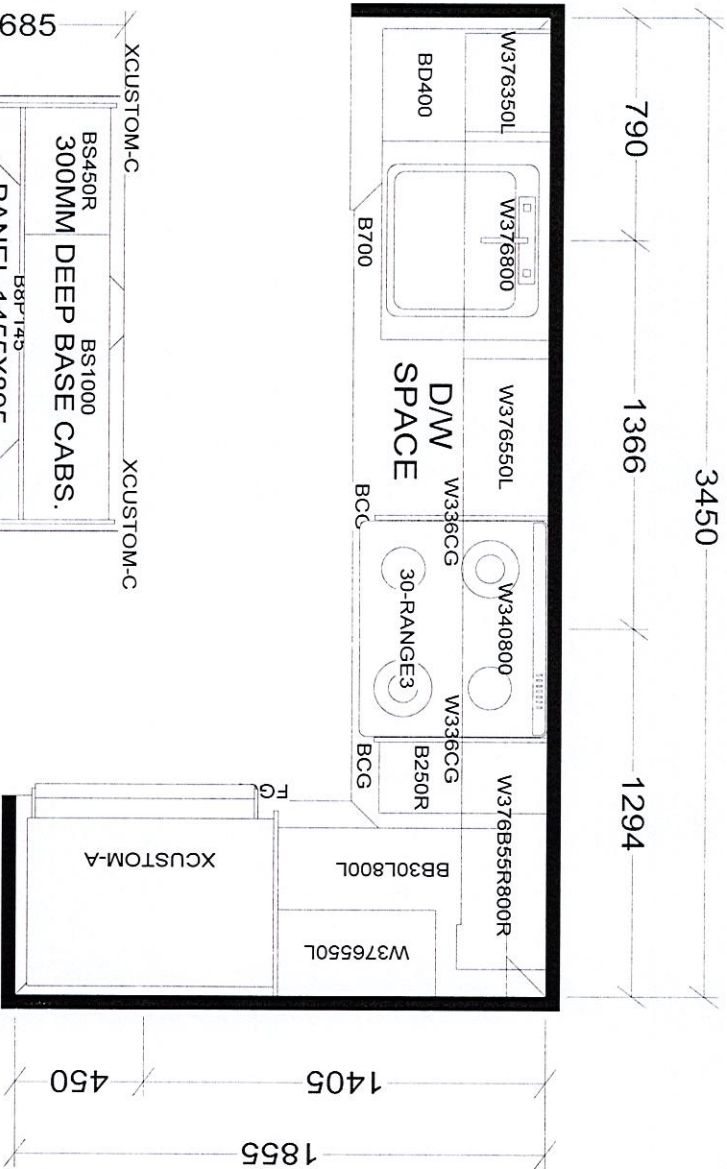 3450
790
1366
1294
W376350L
BD400
W376800
B700
W376550L
D/W
SPACE
W336CG
BCG
W340800
30-RANGE3
W336CG
BCG
B250R
W376B55R800R
BB30L800L
W376550L
XCUSTOM-A
1405
450
1855
685
XCUSTOM-C
XCUSTOM-C
BS450R
BS1000
300MM DEEP BASE CABS.